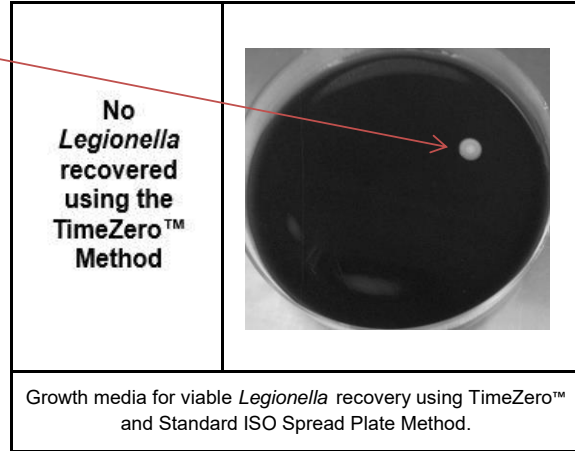 No
Legionella
recovered
using the
TimeZero™
Method
Growth media for viable Legionella recovery using TimeZero™
and Standard ISO Spread Plate Method.